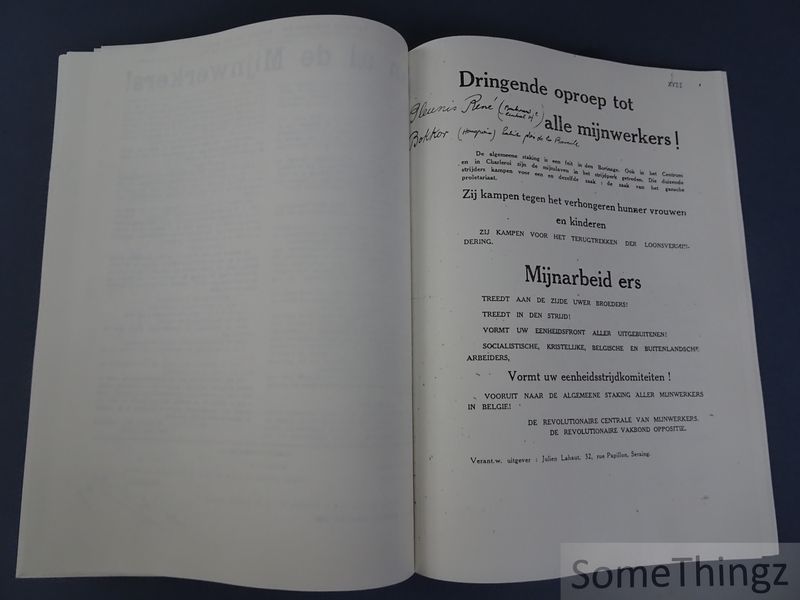 de Mijnwerkers!
XVII
Dringende oproep tot
alle mijnwerkers!
Gleunis René
Bokkor
De algemeene staking is een feit in den Borinage. Ook in het Centrum
en in Charleroi zijn de mijnslaven in het strijdperk getreden. Die duizende
strijders kampen voor een en dezelfde zaak : de zaak van het gansche
proletariaat.
Zij kampen tegen het verhongeren hunner vrouwen
en kinderen
ZIJ KAMPEN VOOR HET TERUGTREKKEN DER LOONSVERMIN-
DERING.
Mijnarbeid ers
TREEDT AAN DE ZIJDE UWER BROEDERS!
TREEDT IN DEN STRIJD!
VORMT UW EENHEIDSFRONT ALLER UITGEBUITENEN!
SOCIALISTISCHE, KRISTELIJKE, BELGISCHE EN BUITENLANDSCHE
ARBEIDERS,
Vormt uw eenheidsstrijdkomiteiten !
VOORUIT NAAR DE ALGEMEENE STAKING ALLER MIJNWERKERS
IN BELGIE!
DE REVOLUTIONAIRE CENTRALE VAN MIJNWERKERS.
DE REVOLUTIONAIRE VAKBOND OPPOSITIE.
Verant.w. uitgever : Julien Lahaut, 32, rue Papillon, Seraing.
SomeThingz